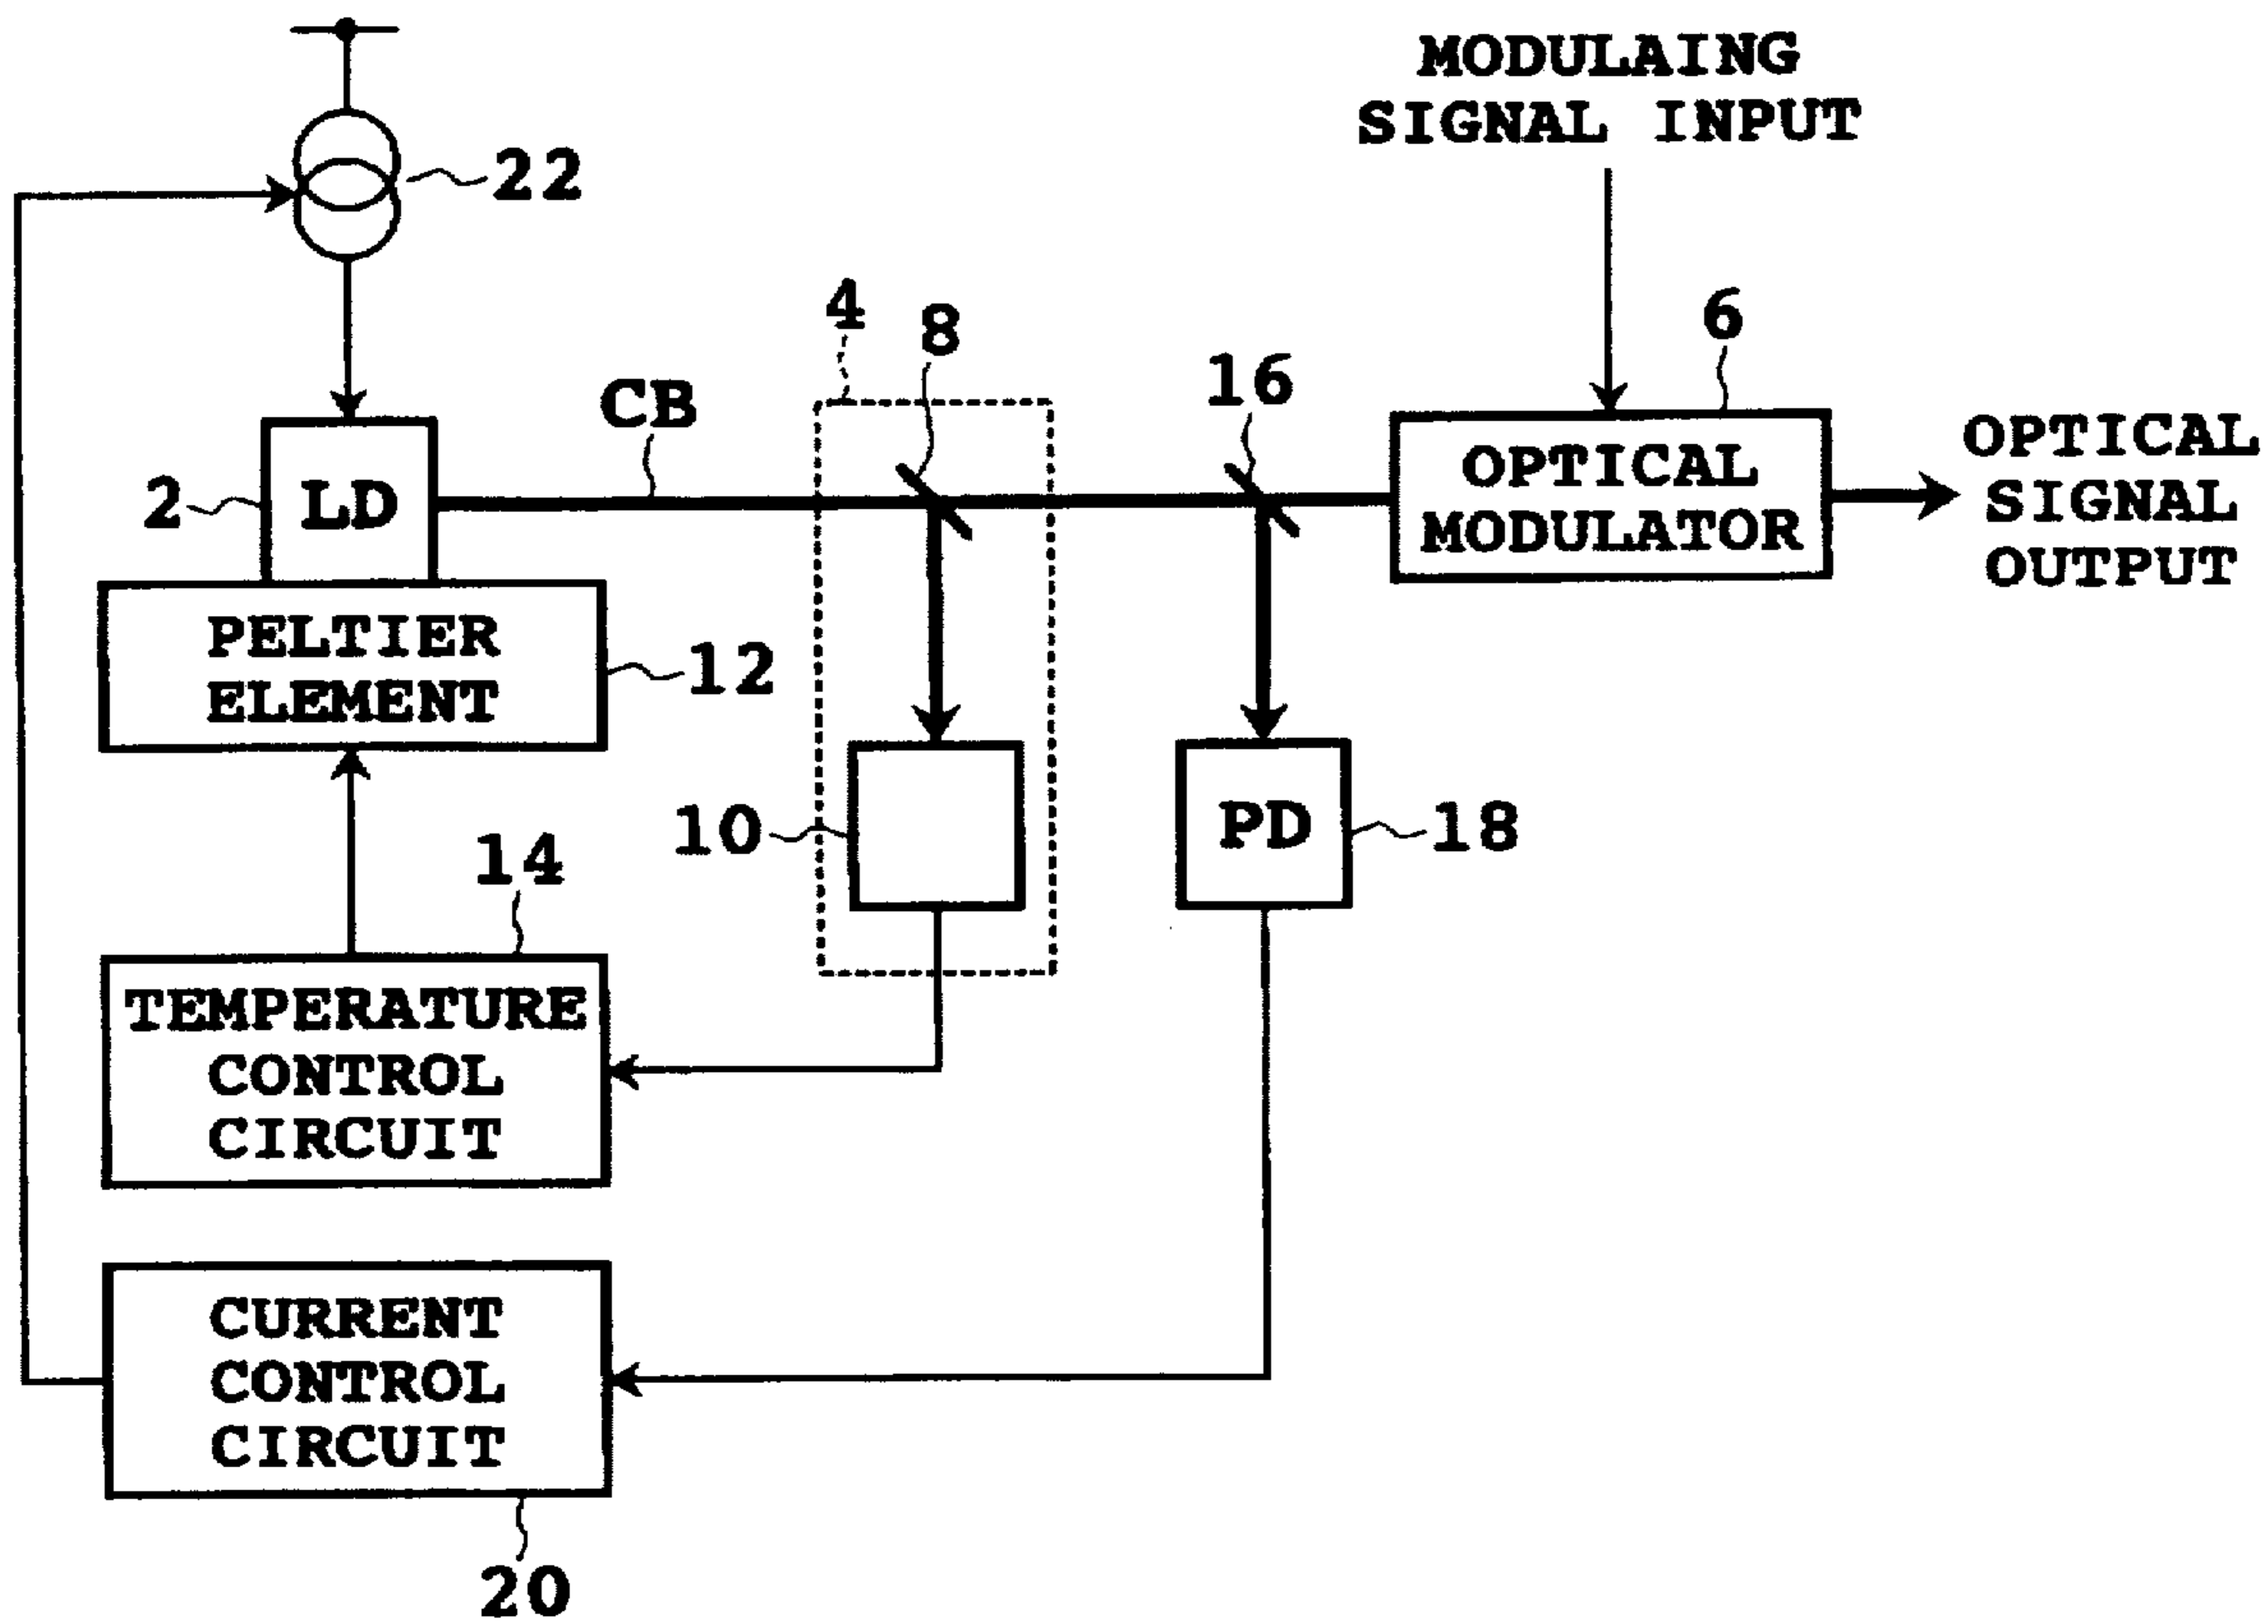 MODULAING
SIGNAL INPUT
22
4
8
6
16
CB
OPTICAL
MODULATOR
OPTICAL
SIGNAL
OUTPUT
2
LD
PELTIER
ELEMENT
12
10
PD
18
14
TEMPERATURE
CONTROL
CIRCUIT
CURRENT
CONTROL
CIRCUIT
20